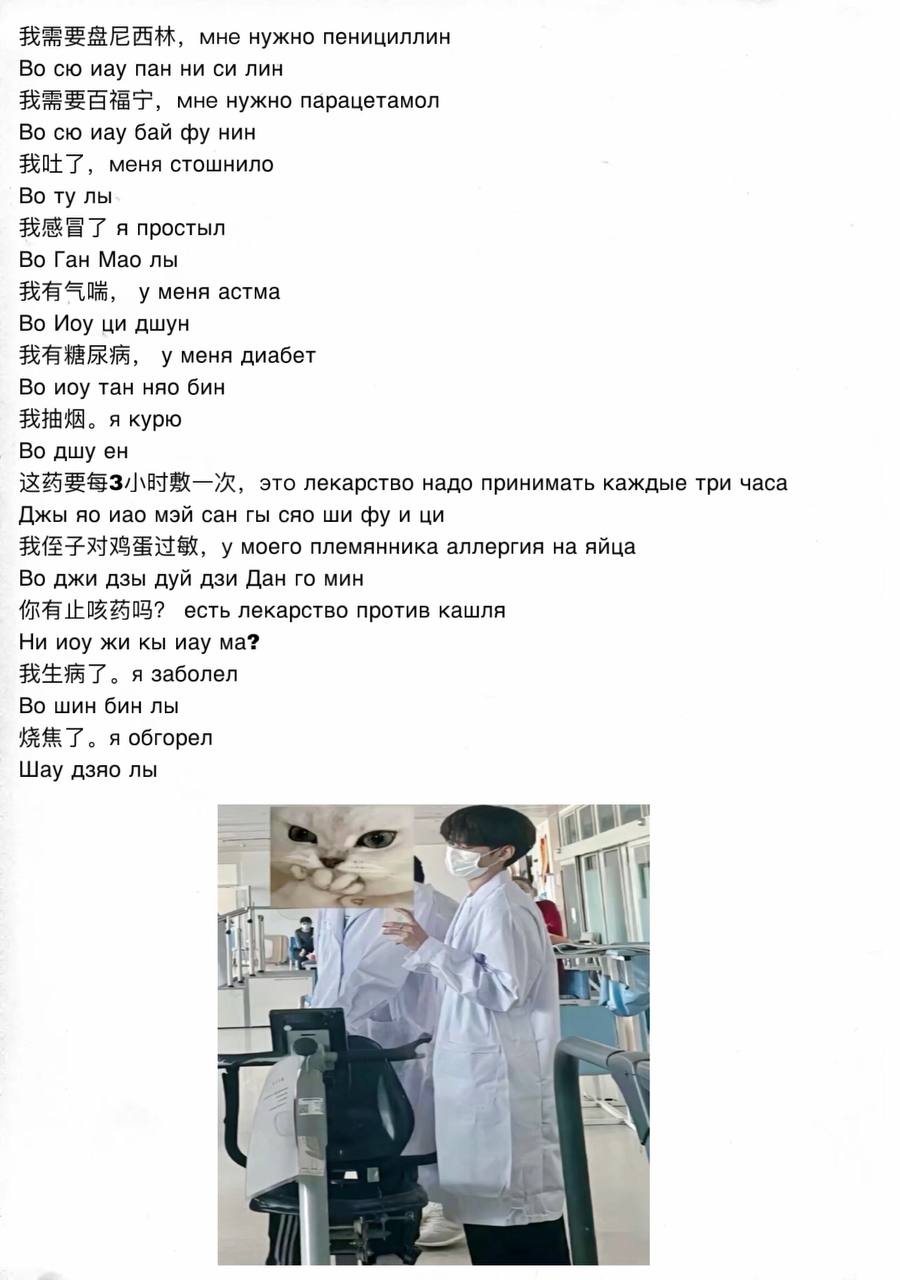 我需要盘尼西林，мне нужно пенициллин
Во сю иау пан ни си лин
我需要百福宁，мне нужно парацетамол
Во сю иау бай фу нин
我吐了，меня стошнило
Во ту лы
我感冒了 я простыл
Во Ган Мао лы
我有气喘， у меня астма
Во Иоу ци дшун
我有糖尿病， у меня диабет
Во иоу тан няо бин
我抽烟。я курю
Во дшу ен
这药要每3小时敷一次，это лекарство надо принимать каждые три часа
Джы яо иао мэй сан гы сяо ши фу и ци
我侄子对鸡蛋过敏，у моего племянника аллергия на яйца
Во джи дзы дуй дзи Дан го мин
你有止咳药吗？ есть лекарство против кашля
Ни иоу жи кы иау ма?
我生病了。я заболел
Во шин бин лы
烧焦了。я обгорел
Шау дзяо лы